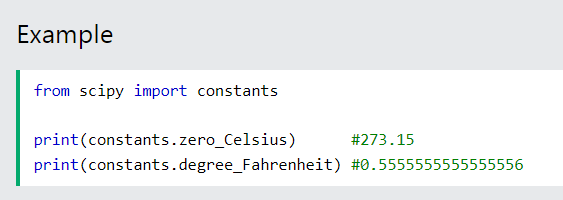 Example
from scipy import constants
print(constants.zero_Celsius)      #273.15
print(constants.degree_Fahrenheit) #0.5555555555555556